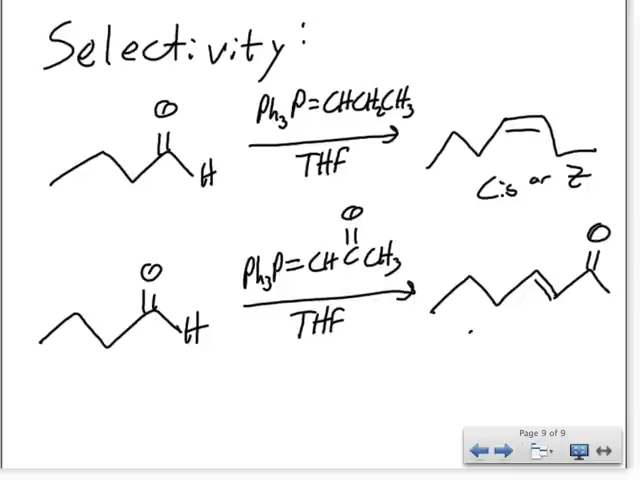 Selectivity:
O
Ph3P=CHCH2CH3
H
THF
Cis or Z
O
O
Ph3P=CHCCH3
O
H
THF
Page 9 of 9